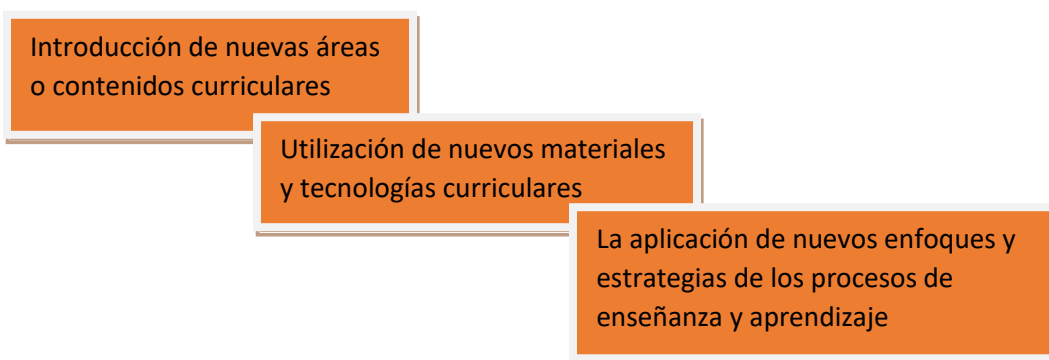 Introducción de nuevas áreas
o contenidos curriculares
Utilización de nuevos materiales
y tecnologías curriculares
La aplicación de nuevos enfoques y
estrategias de los procesos de
enseñanza y aprendizaje